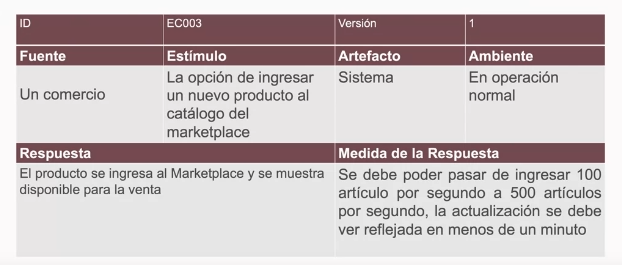 ID EC003 Versión 1
Fuente Estímulo Artefacto Ambiente
Un comercio
La opción de ingresar
un nuevo producto al
catálogo del
marketplace
Sistema
En operación
normal
Respuesta Medida de la Respuesta
El producto se ingresa al Marketplace y se muestra
disponible para la venta
Se debe poder pasar de ingresar 100
artículo por segundo a 500 artículos
por segundo, la actualización se debe
ver reflejada en menos de un minuto